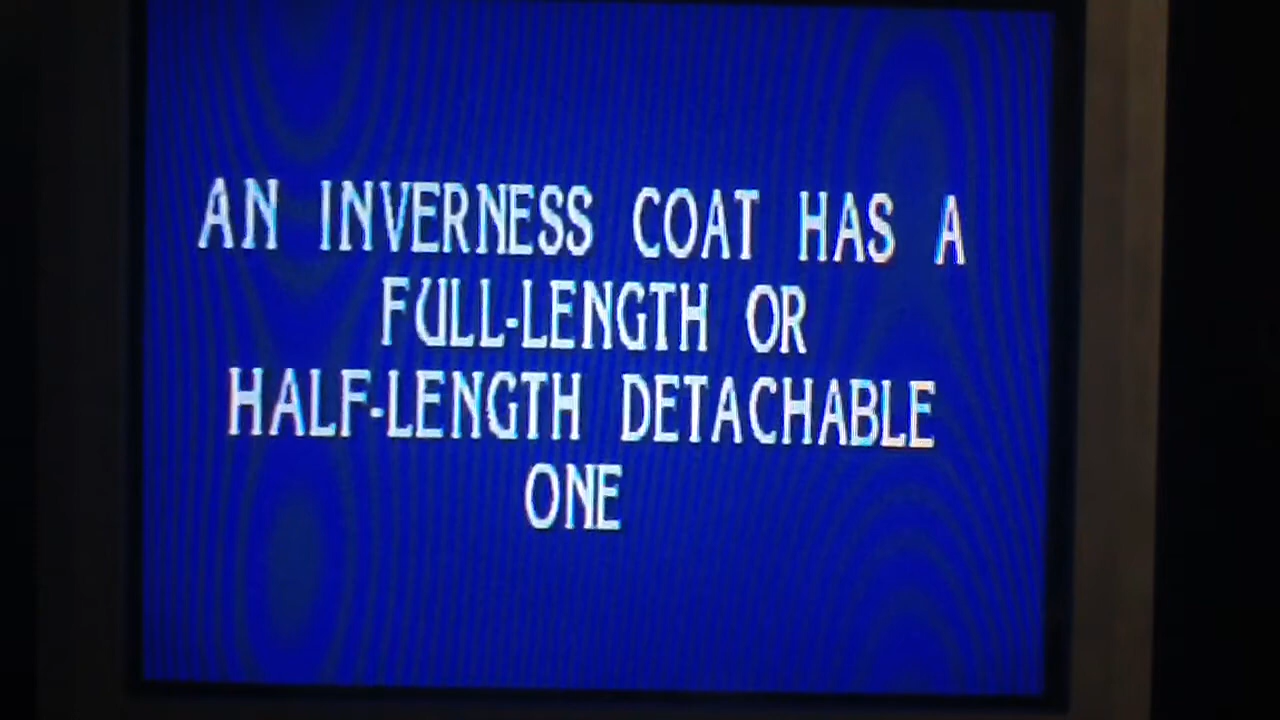 AN INVERNESS COAT HAS A
FULL-LENGTH OR
HALF-LENGTH DETACHABLE
ONE